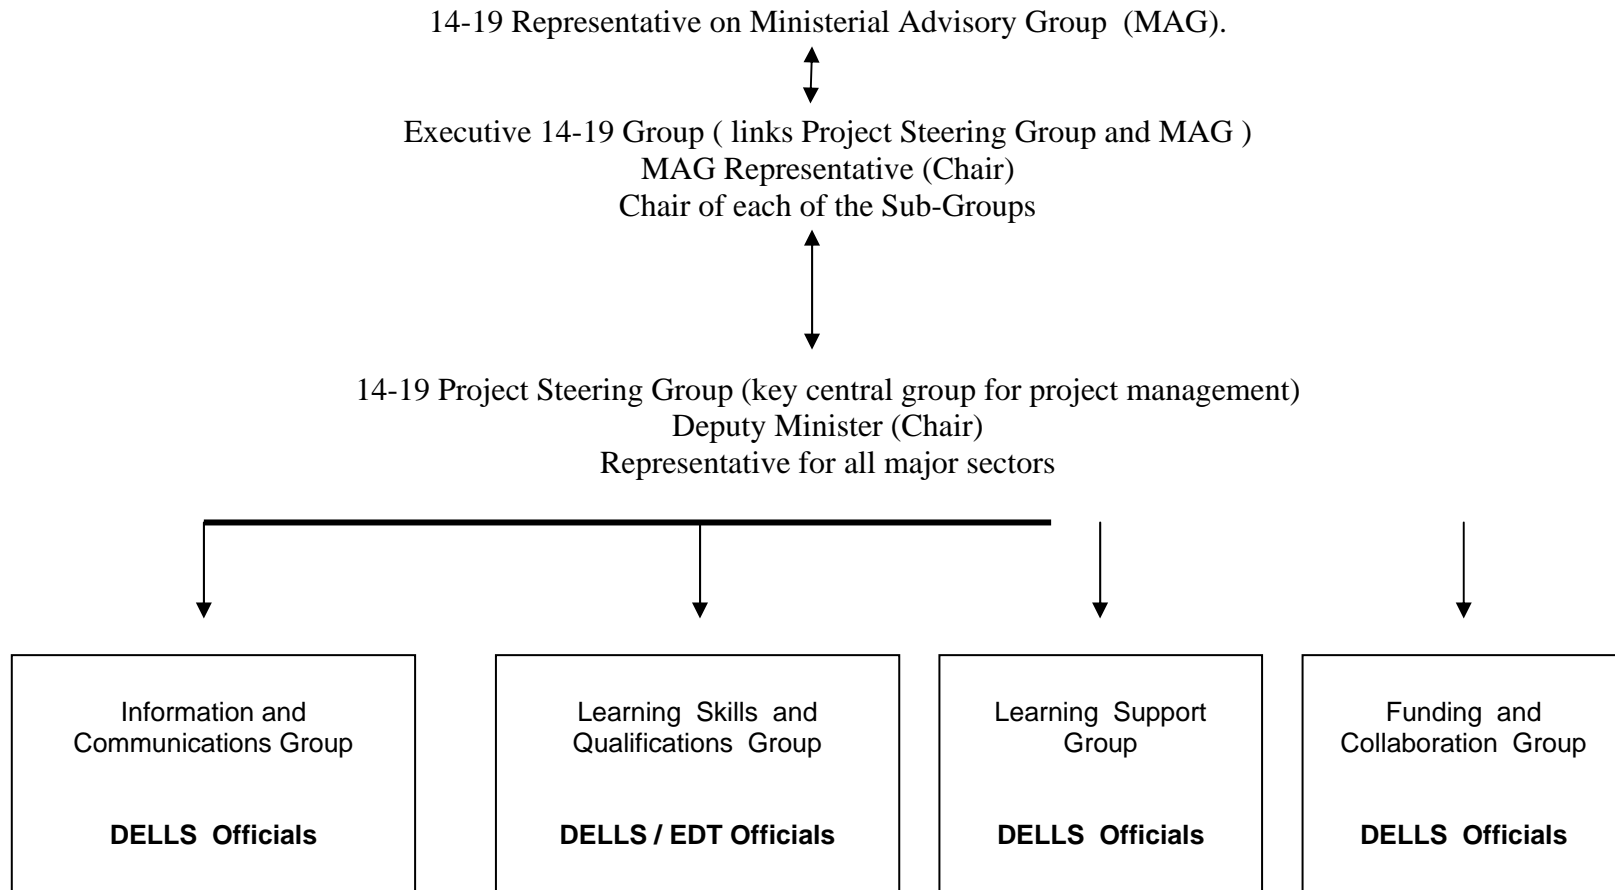 14-19 Representative on Ministerial Advisory Group (MAG).
Executive 14-19 Group ( links Project Steering Group and MAG )
MAG Representative (Chair)
Chair of each of the Sub-Groups
14-19 Project Steering Group (key central group for project management)
Deputy Minister (Chair)
Representative for all major sectors
Information and
Communications Group
DELLS Officials
Learning Skills and
Qualifications Group
DELLS / EDT Officials
Learning Support
Group
DELLS Officials
Funding and
Collaboration Group
DELLS Officials